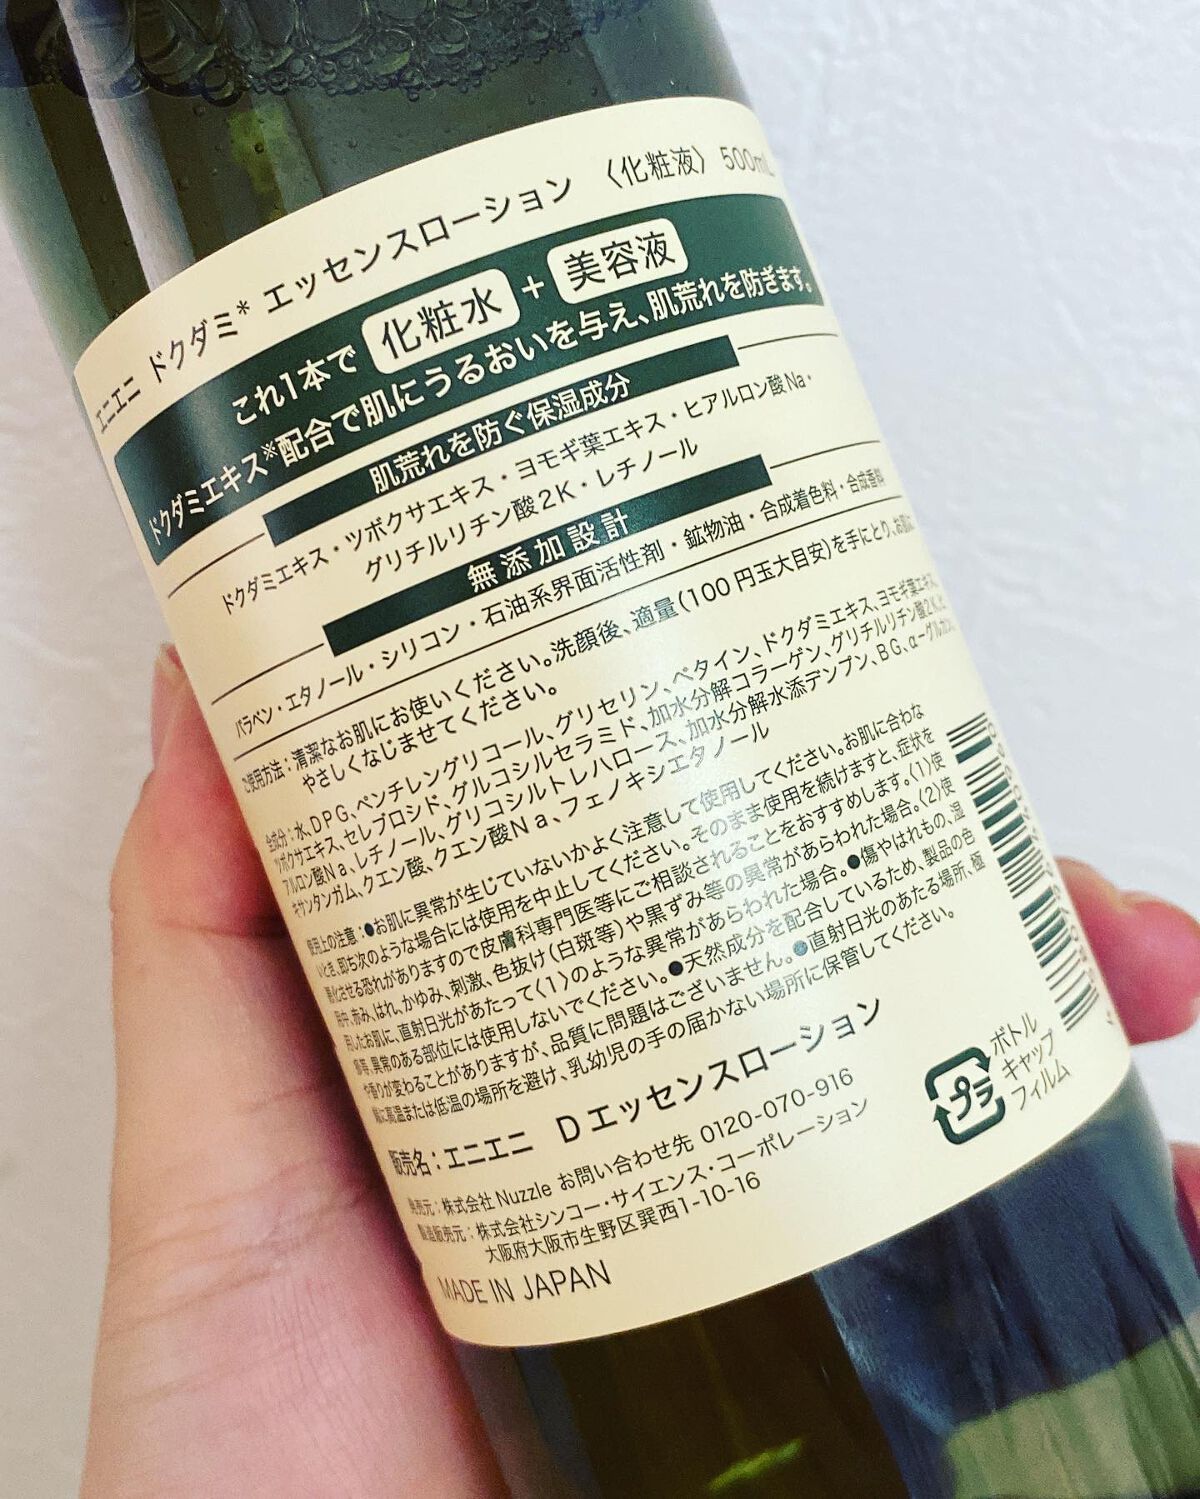 エニエニ ドクダミ* エッセンスローション 〈化粧液〉 500mL
これ1本で 化粧水 + 美容液
ドクダミエキス※配合で肌にうるおいを与え、肌荒れを防ぎます。
肌荒れを防ぐ保湿成分
ドクダミエキス・ツボクサエキス・ヨモギ葉エキス・ヒアルロン酸Na・
グリチルリチン酸2K・レチノール
無添加設計
パラベン・エタノール・シリコン・石油系界面活性剤・鉱物油・合成着色料・合成香料
ご使用方法：清潔なお肌にお使いください。洗顔後、適量(100円玉大目安)を手にとり、お肌に
やさしくなじませてください。
全成分：水、DPG、ペンチレングリコール、グリセリン、ベタイン、ドクダミエキス、ヨモギ葉エキス、
ツボクサエキス、セレブロシド、グルコシルセラミド、加水分解コラーゲン、グリチルリチン酸2K、ヒ
アルロン酸Na、レチノール、グリコシルトレハロース、加水分解水添デンプン、BG、α-グルカン、
キサンタンガム、クエン酸、クエン酸Na、フェノキシエタノール
使用上の注意：●お肌に異常が生じていないかよく注意して使用してください。お肌に合わな
いとき、即ち次のような場合には使用を中止してください。そのまま使用を続けますと、症状を
悪化させる恐れがありますので皮膚科専門医等にご相談されることをおすすめします。〈1〉使
用中、赤み、はれ、かゆみ、刺激、色抜け(白斑等)や黒ずみ等の異常があらわれた場合。〈2〉使
用したお肌に、直射日光があたって〈1〉のような異常があらわれた場合。●傷やはれもの、湿
疹等、異常のある部位には使用しないでください。●天然成分を配合しているため、製品の色
や香りが変わることがありますが、品質に問題はございません。●直射日光のあたる場所、極
端に高温または低温の場所を避け、乳幼児の手の届かない場所に保管してください。
販売名：エニエニ Dエッセンスローション
発売元：株式会社Nuzzle お問い合わせ先 0120-070-916
製造販売元：株式会社シンコー・サイエンス・コーポレーション
大阪府大阪市生野区巽西1-10-16
MADE IN JAPAN
プラ
ボトル
キャップ
フィルム